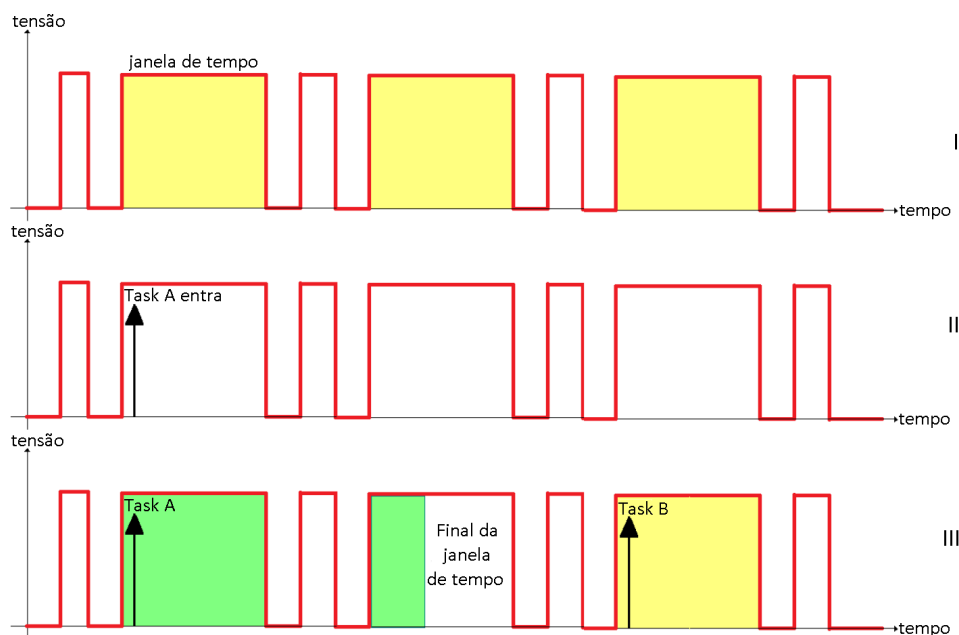 tensão
janela de tempo
I
tempo
tensão
Task A entra
II
tempo
tensão
Task A
Task B
Final da
janela
de tempo
III
tempo